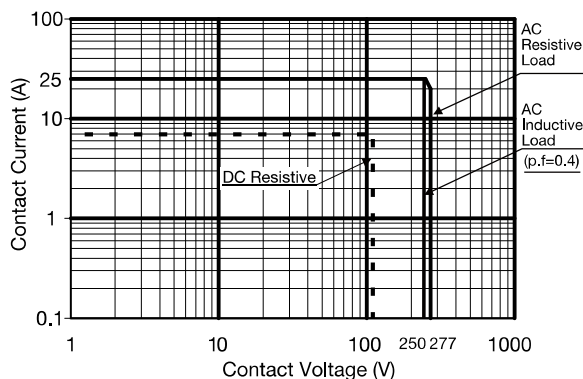 100
25
10
1
0.1
Contact Current (A)
1
10
100
250
277
1000
Contact Voltage (V)
DC Resistive
AC
Resistive
Load
AC
Inductive
Load
(p.f=0.4)